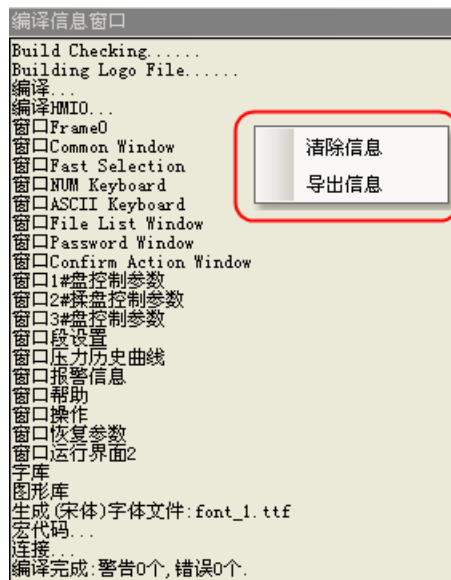 编译信息窗口
Build Checking......
Building Logo File......
编译...
编译HMI0...
窗口Frame0
窗口Common Window
窗口Fast Selection
窗口NUM Keyboard
窗口ASCII Keyboard
窗口File List Window
窗口Password Window
窗口Confirm Action Window
窗口1#盘控制参数
窗口2#揉盘控制参数
窗口3#盘控制参数
窗口段设置
窗口压力历史曲线
窗口报警信息
窗口帮助
窗口操作
窗口恢复参数
窗口运行界面2
字库
图形库
生成(宋体)字体文件:font_1.ttf
宏代码...
连接...
编译完成:警告0个,错误0个.
清除信息
导出信息